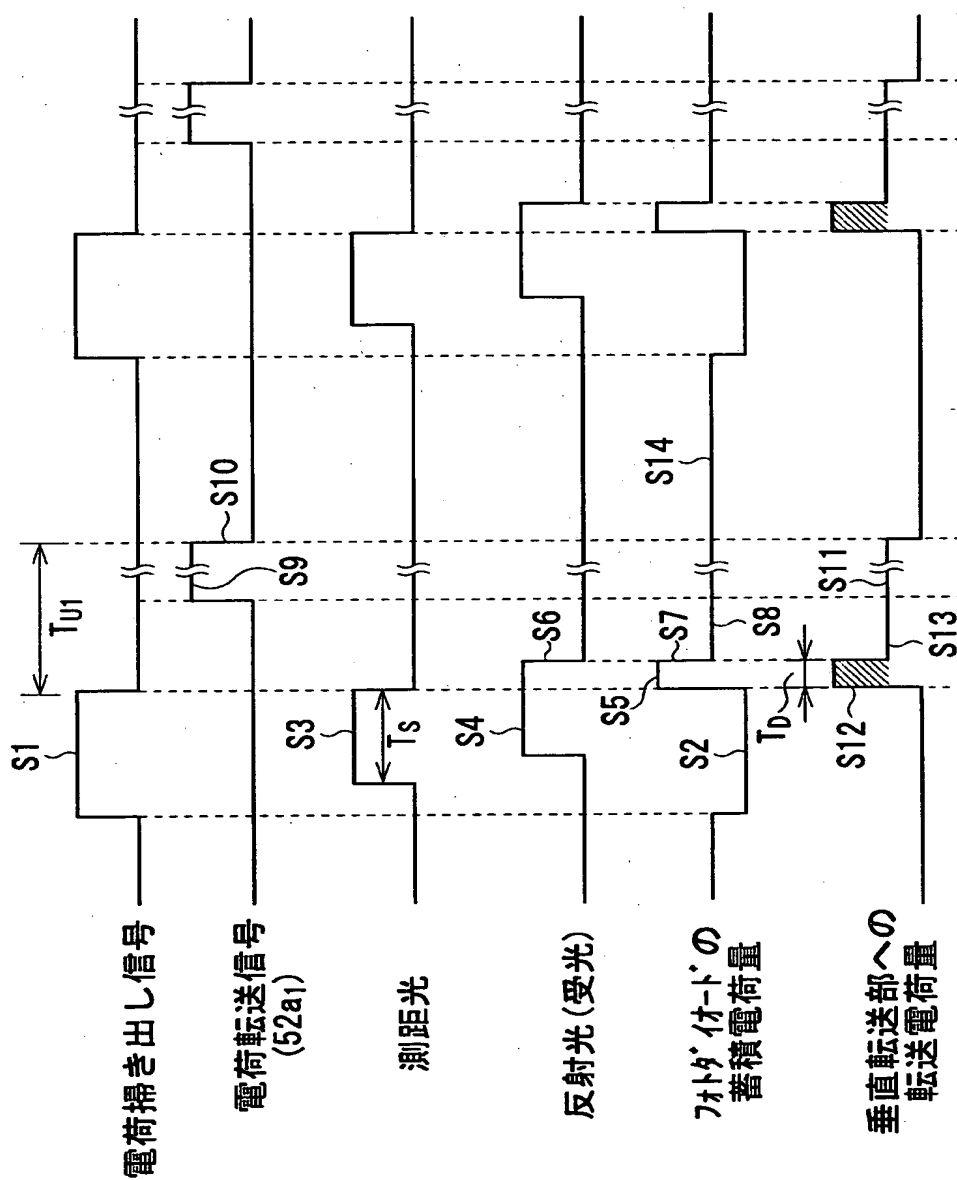 電荷掃き出し信号
電荷転送信号
(52a1)
測距光
反射光(受光)
フォトダイオードの
蓄積電荷量
垂直転送部への
転送電荷量
S1
TU1
S9
S10
S3
TS
S4
S6
S5
S7
S8
S14
S2
TD
S12
S13
S11